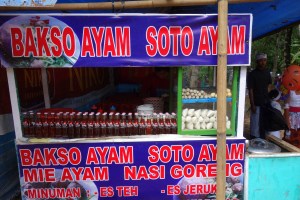 BAKSO AYAM SOTO AYAM
BAKSO AYAM SOTO AYAM
MIE AYAM NASI GORENG
MINUMAN : - ES TEH - ES JERUK